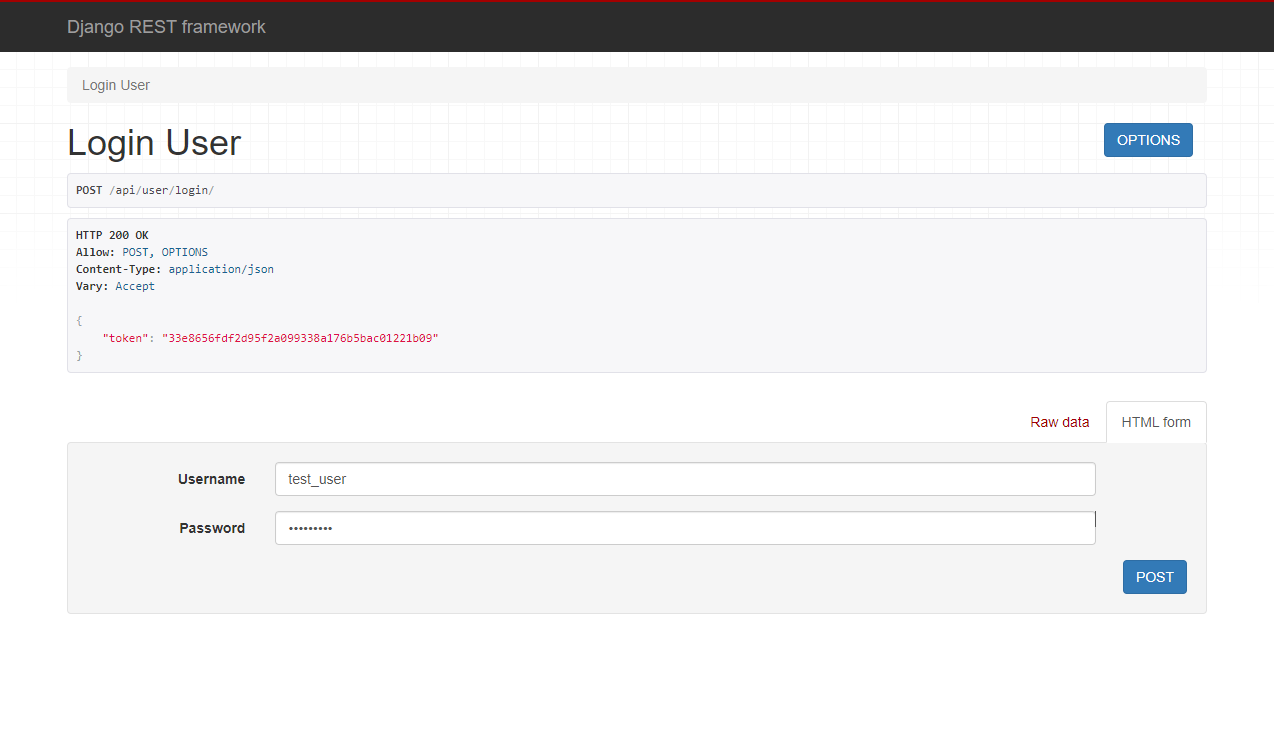 Django REST framework
Login User
Login User
OPTIONS
POST /api/user/login/
HTTP 200 OK
Allow: POST, OPTIONS
Content-Type: application/json
Vary: Accept
{
    "token": "33e8656fdf2d95f2a099338a176b5bac01221b09"
}
Raw data
HTML form
Username
test_user
Password
•••••••••
POST